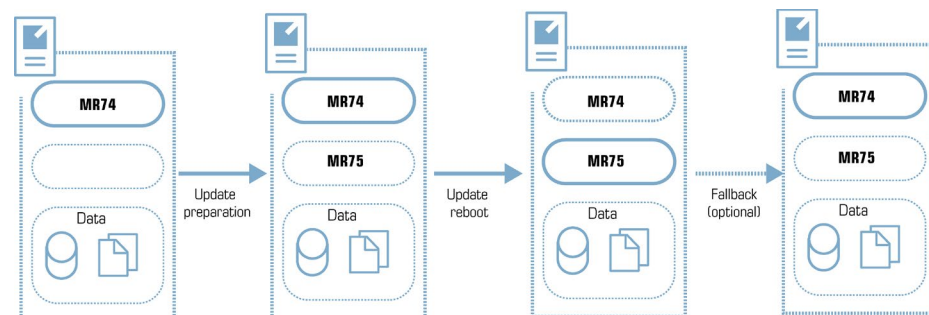 MR74
Data
Update
preparation
MR74
MR75
Data
Update
reboot
MR74
MR75
Data
Fallback
(optional)
MR74
MR75
Data